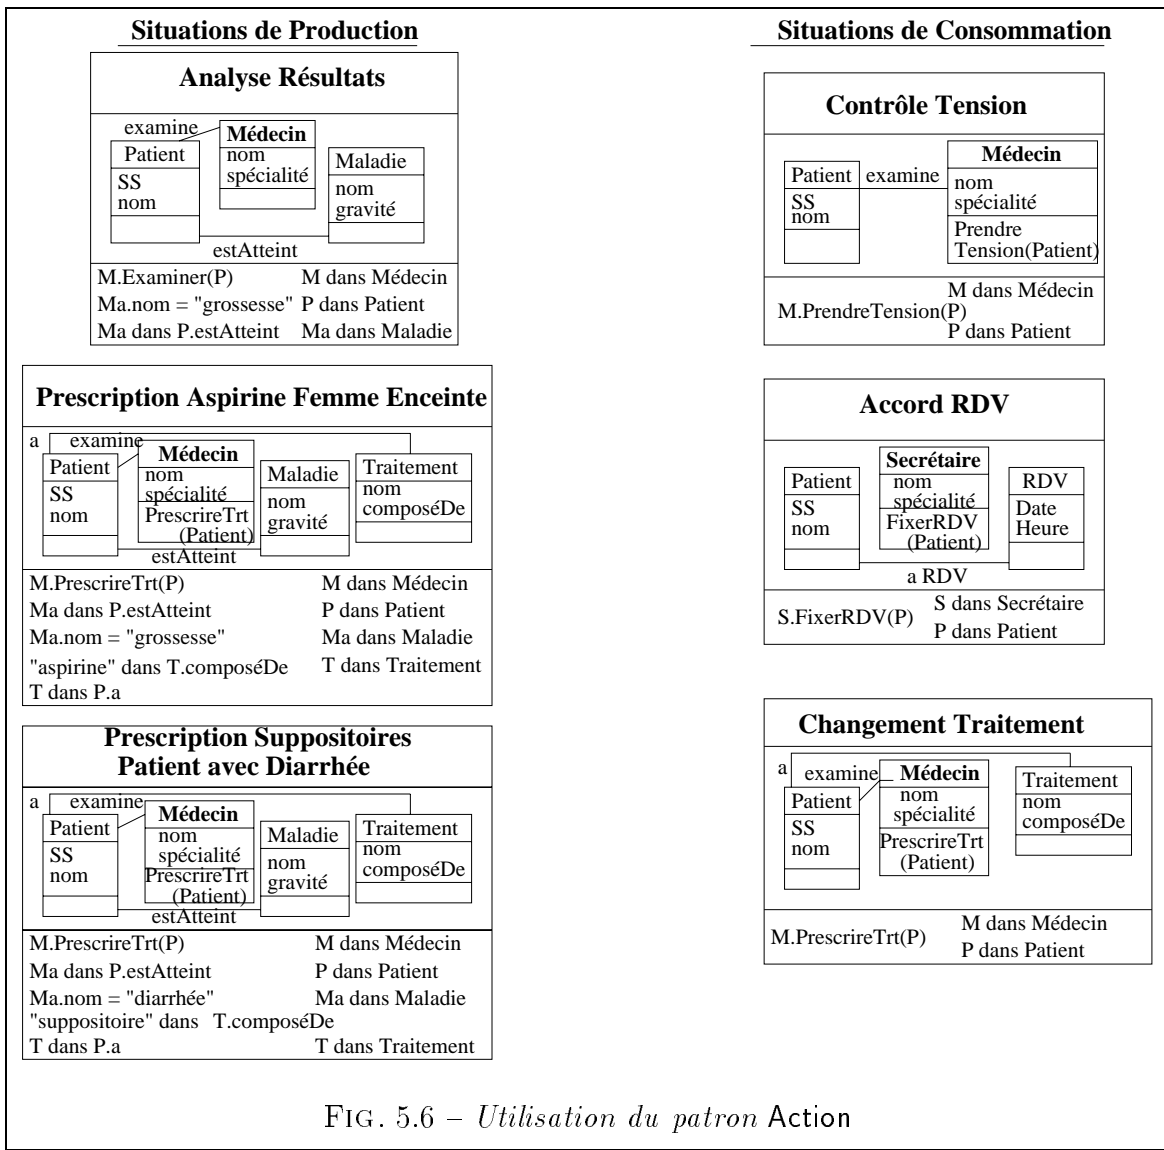 Situations de Production
Analyse Résultats
examine
Médecin
nom
spécialité
Patient
SS
nom
Maladie
nom
gravité
estAtteint
M.Examiner(P) M dans Médecin
Ma.nom = "grossesse" P dans Patient
Ma dans P.estAtteint Ma dans Maladie
Prescription Aspirine Femme Enceinte
a examine
Patient
SS
nom
Médecin
nom
spécialité
PrescrireTrt
(Patient)
Maladie
nom
gravité
Traitement
nom
composéDe
estAtteint
M.PrescrireTrt(P) M dans Médecin
Ma dans P.estAtteint P dans Patient
Ma.nom = "grossesse" Ma dans Maladie
"aspirine" dans T.composéDe T dans Traitement
T dans P.a
Prescription Suppositoires
Patient avec Diarrhée
a examine
Patient
SS
nom
Médecin
nom
spécialité
PrescrireTrt
(Patient)
Maladie
nom
gravité
Traitement
nom
composéDe
estAtteint
M.PrescrireTrt(P) M dans Médecin
Ma dans P.estAtteint P dans Patient
Ma.nom = "diarrhée" Ma dans Maladie
"suppositoire" dans T.composéDe
T dans P.a T dans Traitement
Situations de Consommation
Contrôle Tension
Patient
SS
nom
examine
Médecin
nom
spécialité
Prendre
Tension(Patient)
M dans Médecin
M.PrendreTension(P)
P dans Patient
Accord RDV
Patient
SS
nom
Secrétaire
nom
spécialité
FixerRDV
(Patient)
RDV
Date
Heure
a RDV
S dans Secrétaire
S.FixerRDV(P)
P dans Patient
Changement Traitement
a examine
Patient
SS
nom
Médecin
nom
spécialité
PrescrireTrt
(Patient)
Traitement
nom
composéDe
M dans Médecin
M.PrescrireTrt(P)
P dans Patient
FIG. 5.6 – Utilisation du patron Action